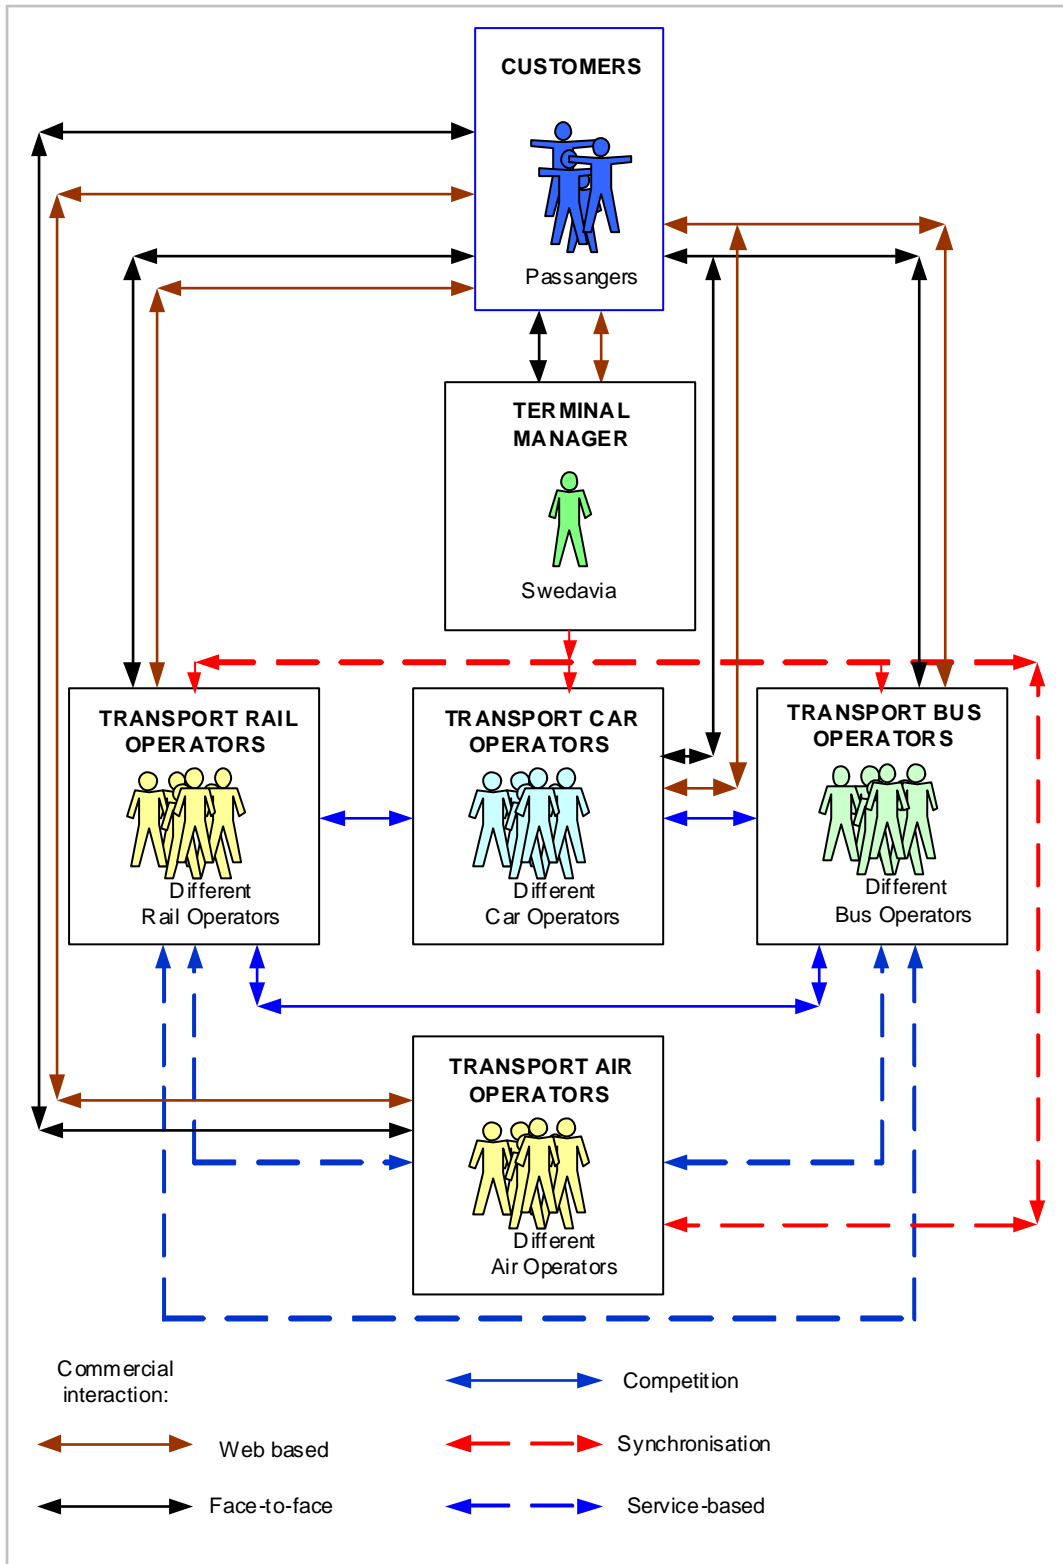 CUSTOMERS
Passangers
TERMINAL
MANAGER
Swedavia
TRANSPORT RAIL
OPERATORS
Different
Rail Operators
TRANSPORT CAR
OPERATORS
Different
Car Operators
TRANSPORT BUS
OPERATORS
Different
Bus Operators
TRANSPORT AIR
OPERATORS
Different
Air Operators
Commercial
interaction:
Web based
Face-to-face
Competition
Synchronisation
Service-based